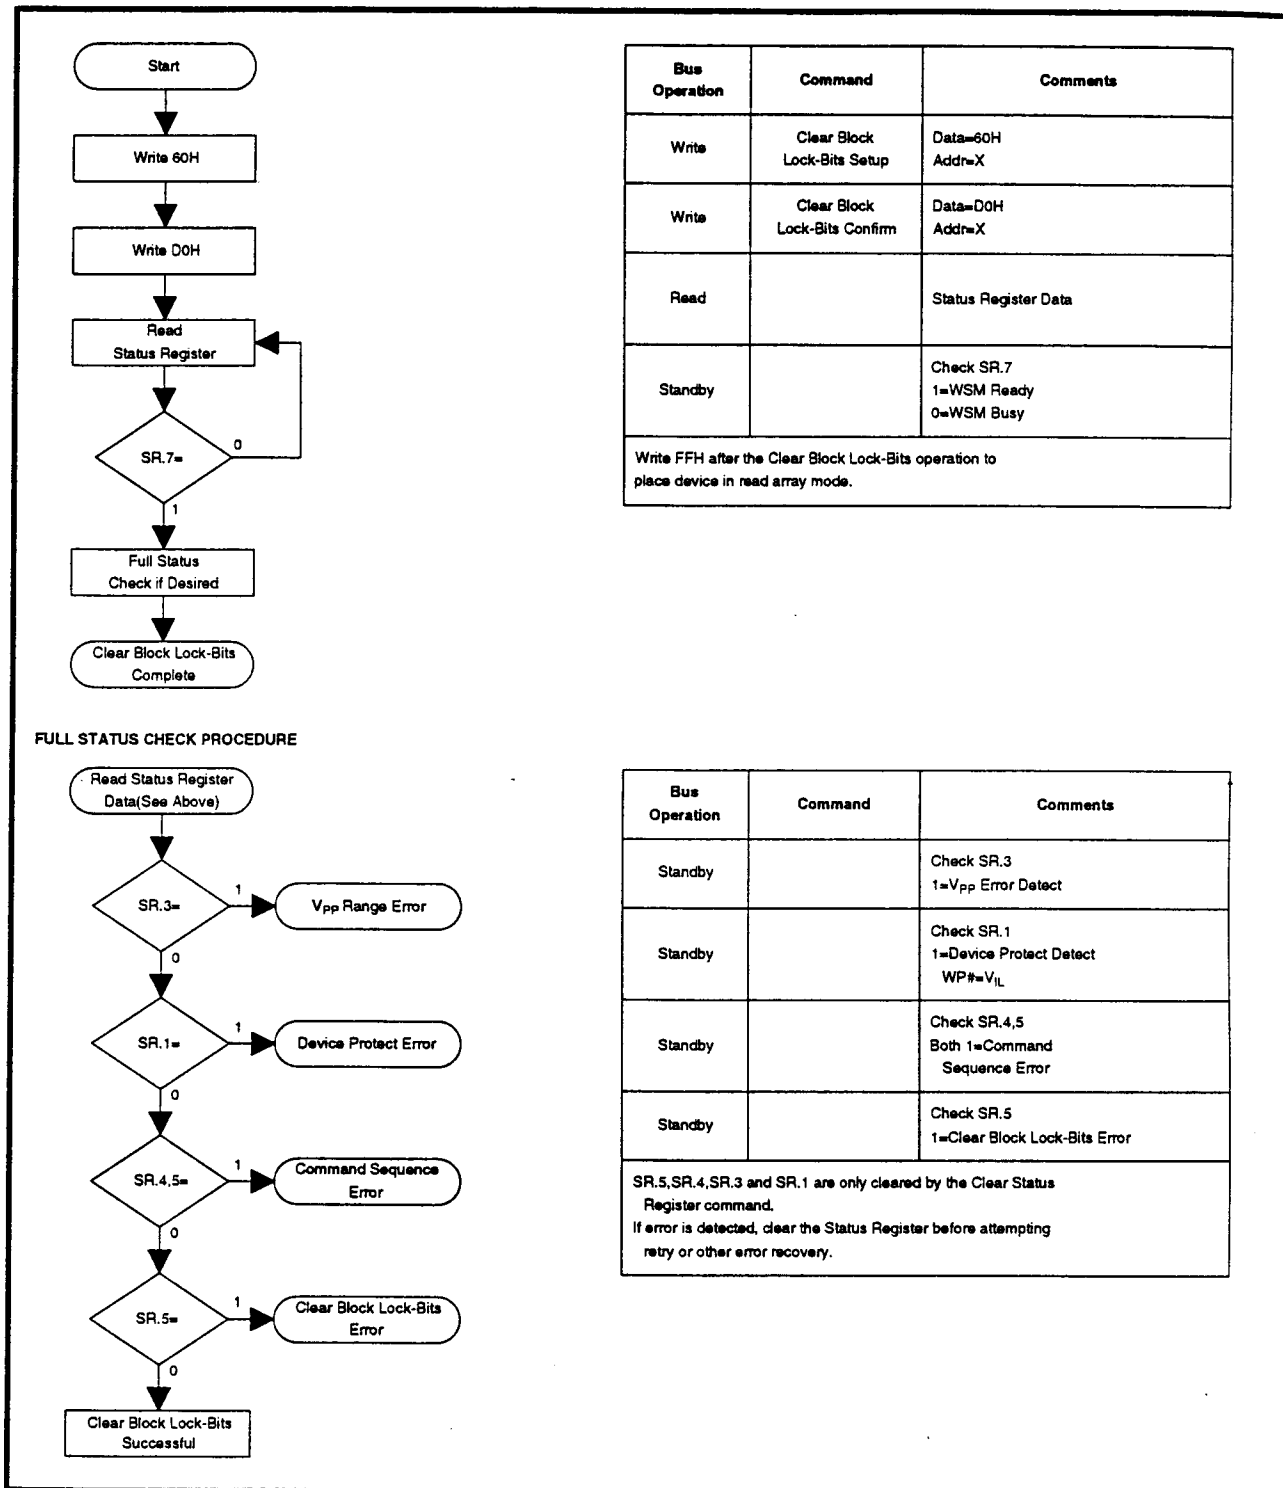 Start
Write 60H
Write D0H
Read
Status Register
SR.7=
0
1
Full Status
Check if Desired
Clear Block Lock-Bits
Complete
Bus
Operation
Command
Comments
Write
Clear Block
Lock-Bits Setup
Data=60H
Addr=X
Write
Clear Block
Lock-Bits Confirm
Data=D0H
Addr=X
Read
Status Register Data
Standby
Check SR.7
1=WSM Ready
0=WSM Busy
Write FFH after the Clear Block Lock-Bits operation to
place device in read array mode.
FULL STATUS CHECK PROCEDURE
Read Status Register
Data(See Above)
SR.3=
1
VPP Range Error
0
SR.1=
1
Device Protect Error
0
SR.4,5=
1
Command Sequence
Error
0
SR.5=
1
Clear Block Lock-Bits
Error
0
Clear Block Lock-Bits
Successful
Bus
Operation
Command
Comments
Standby
Check SR.3
1=VPP Error Detect
Standby
Check SR.1
1=Device Protect Detect
WP#=VIL
Standby
Check SR.4,5
Both 1=Command
Sequence Error
Standby
Check SR.5
1=Clear Block Lock-Bits Error
SR.5,SR.4,SR.3 and SR.1 are only cleared by the Clear Status
Register command.
If error is detected, clear the Status Register before attempting
retry or other error recovery.